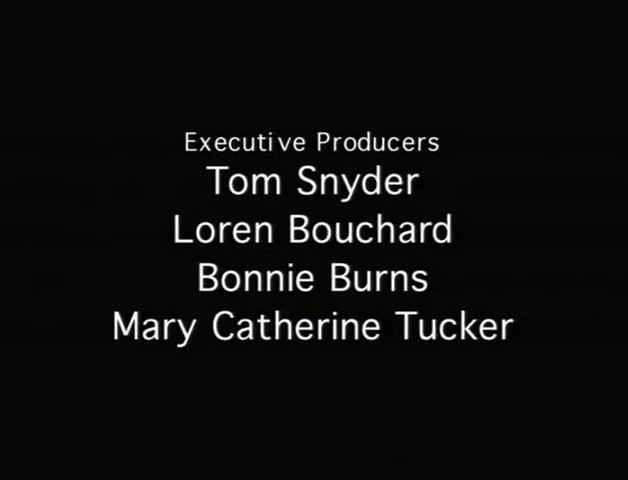 Executive Producers
Tom Snyder
Loren Bouchard
Bonnie Burns
Mary Catherine Tucker